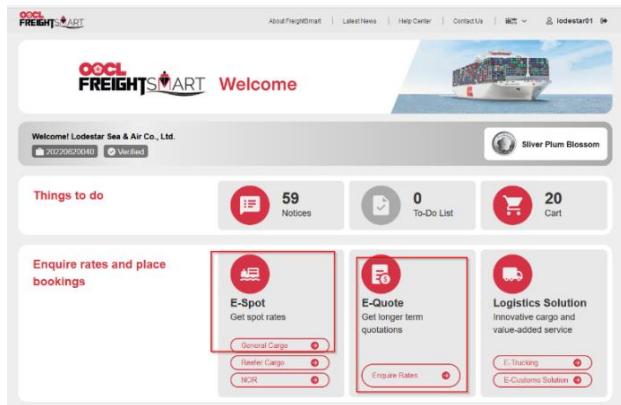 OOCL
FREIGHTSMART
About FreightSmart
Latest News
Help Center
Contact Us
lodestar01
OOCL
FREIGHTSMART
Welcome
Welcome! Lodestar Sea & Air Co., Ltd.
20220620040
Verified
Silver Plum Blossom
Things to do
59
Notices
0
To-Do List
20
Cart
Enquire rates and place
bookings
E-Spot
Get spot rates
General Cargo
Reefer Cargo
NOR
E-Quote
Get longer term
quotations
Enquire Rates
Logistics Solution
Innovative cargo and
value-added service
E-Trucking
E-Customs Solution